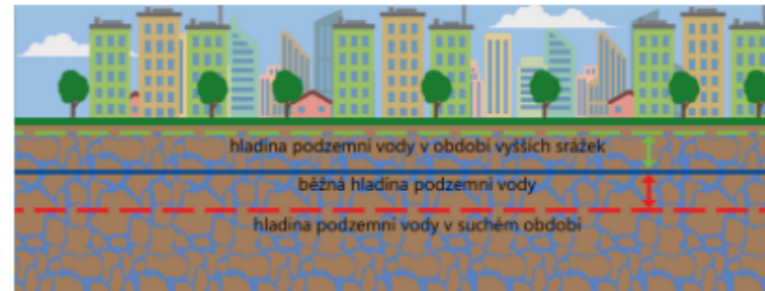 hladina podzemní vody v období vyšších srážek
běžná hladina podzemní vody
hladina podzemní vody v suchém období